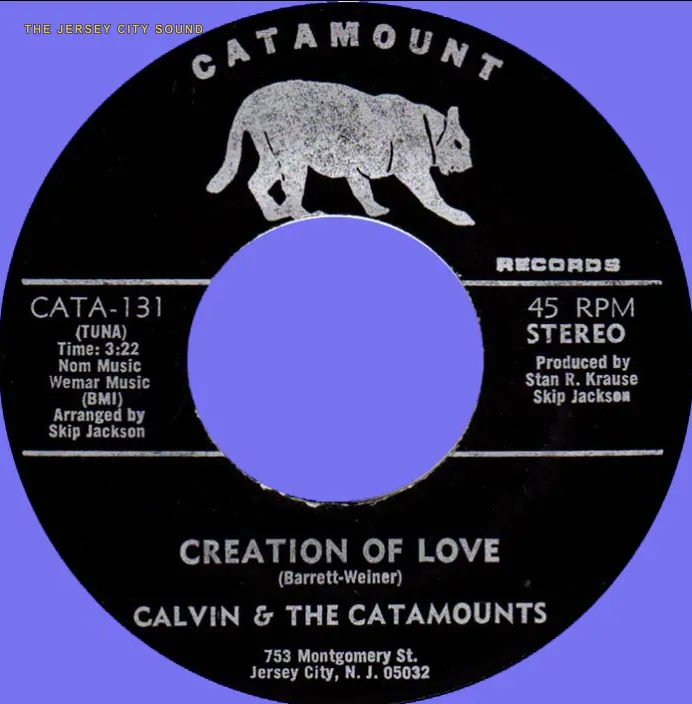 THE JERSEY CITY SOUND
CATAMOUNT
RECORDS
CATA-131
(TUNA)
Time: 3:22
Nom Music
Wemar Music
(BMI)
Arranged by
Skip Jackson
45 RPM
STEREO
Produced by
Stan R. Krause
Skip Jackson
CREATION OF LOVE
(Barrett-Weiner)
CALVIN & THE CATAMOUNTS
753 Montgomery St.
Jersey City, N. J. 05032